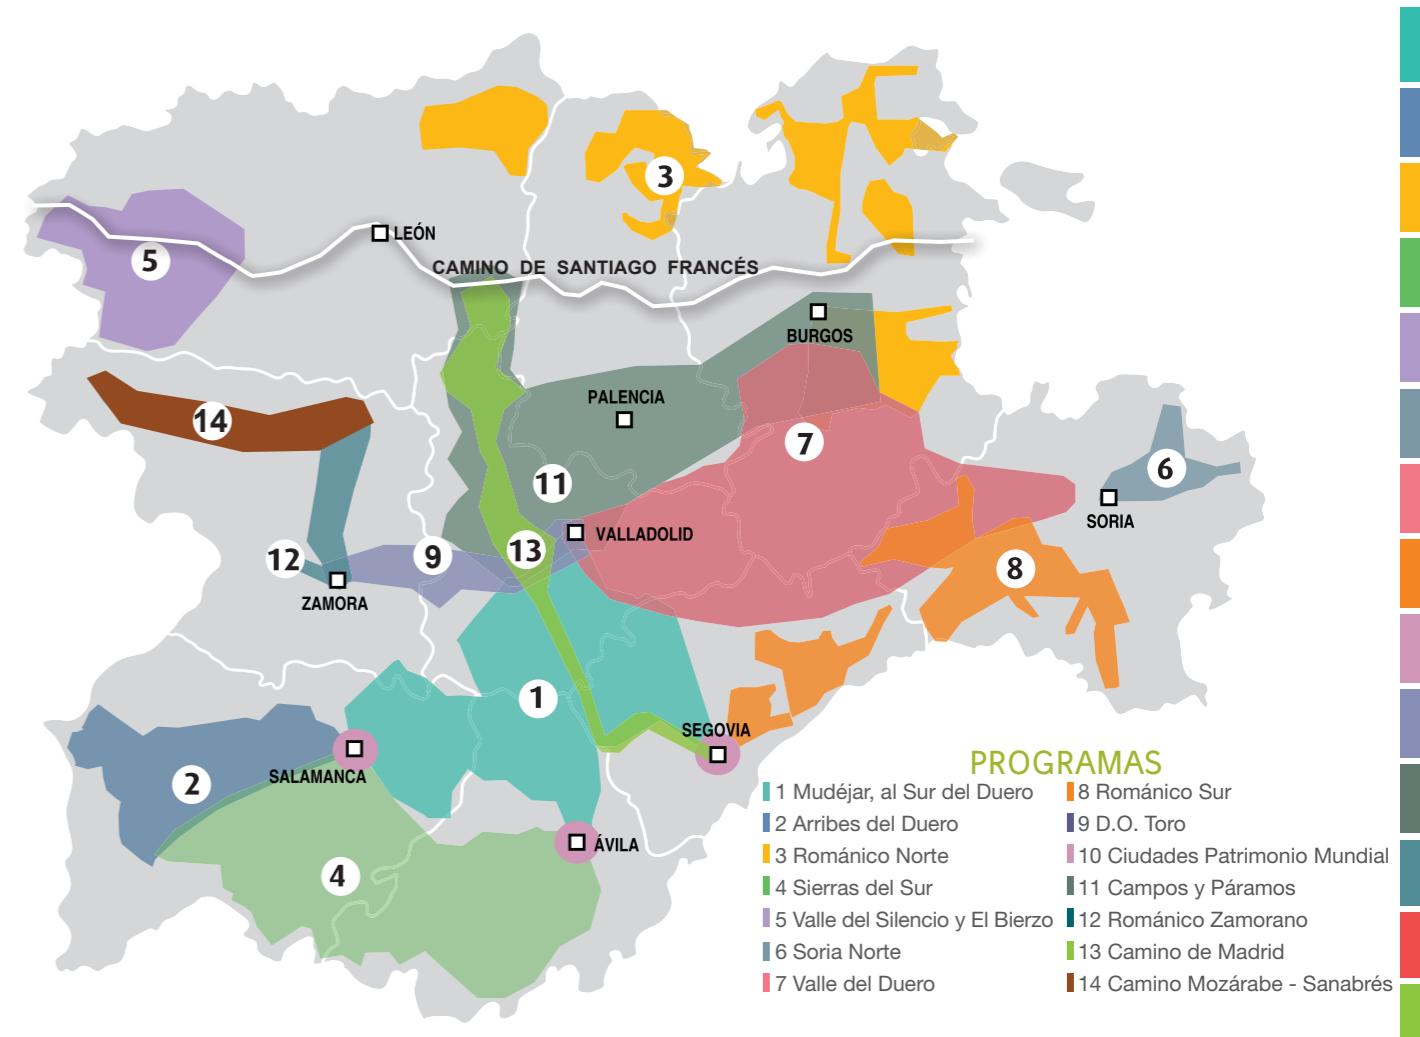 3
LEÓN
5
CAMINO DE SANTIAGO FRANCÉS
BURGOS
PALENCIA
14
7
6
11
SORIA
VALLADOLID
13
9
12
8
ZAMORA
1
SEGOVIA
SALAMANCA
2
ÁVILA
4
PROGRAMAS
1 Mudéjar, al Sur del Duero
2 Arribes del Duero
3 Románico Norte
4 Sierras del Sur
5 Valle del Silencio y El Bierzo
6 Soria Norte
7 Valle del Duero
8 Románico Sur
9 D.O. Toro
10 Ciudades Patrimonio Mundial
11 Campos y Páramos
12 Románico Zamorano
13 Camino de Madrid
14 Camino Mozárabe - Sanabrés